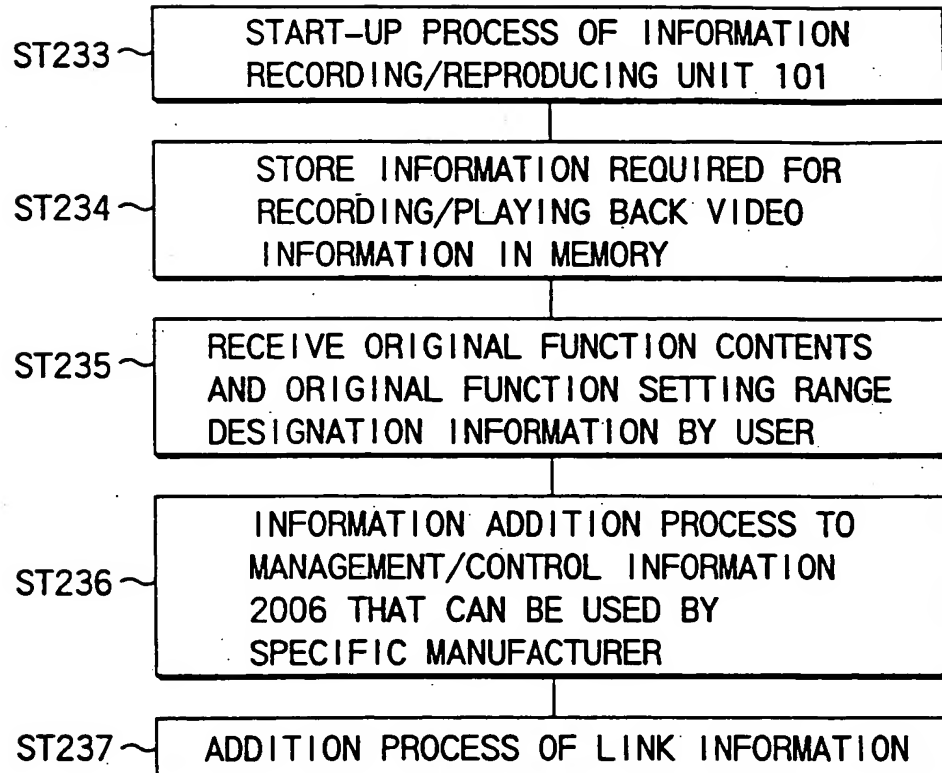 ST233
START-UP PROCESS OF INFORMATION
RECORDING/REPRODUCING UNIT 101
ST234
STORE INFORMATION REQUIRED FOR
RECORDING/PLAYING BACK VIDEO
INFORMATION IN MEMORY
ST235
RECEIVE ORIGINAL FUNCTION CONTENTS
AND ORIGINAL FUNCTION SETTING RANGE
DESIGNATION INFORMATION BY USER
ST236
INFORMATION ADDITION PROCESS TO
MANAGEMENT/CONTROL INFORMATION
2006 THAT CAN BE USED BY
SPECIFIC MANUFACTURER
ST237
ADDITION PROCESS OF LINK INFORMATION